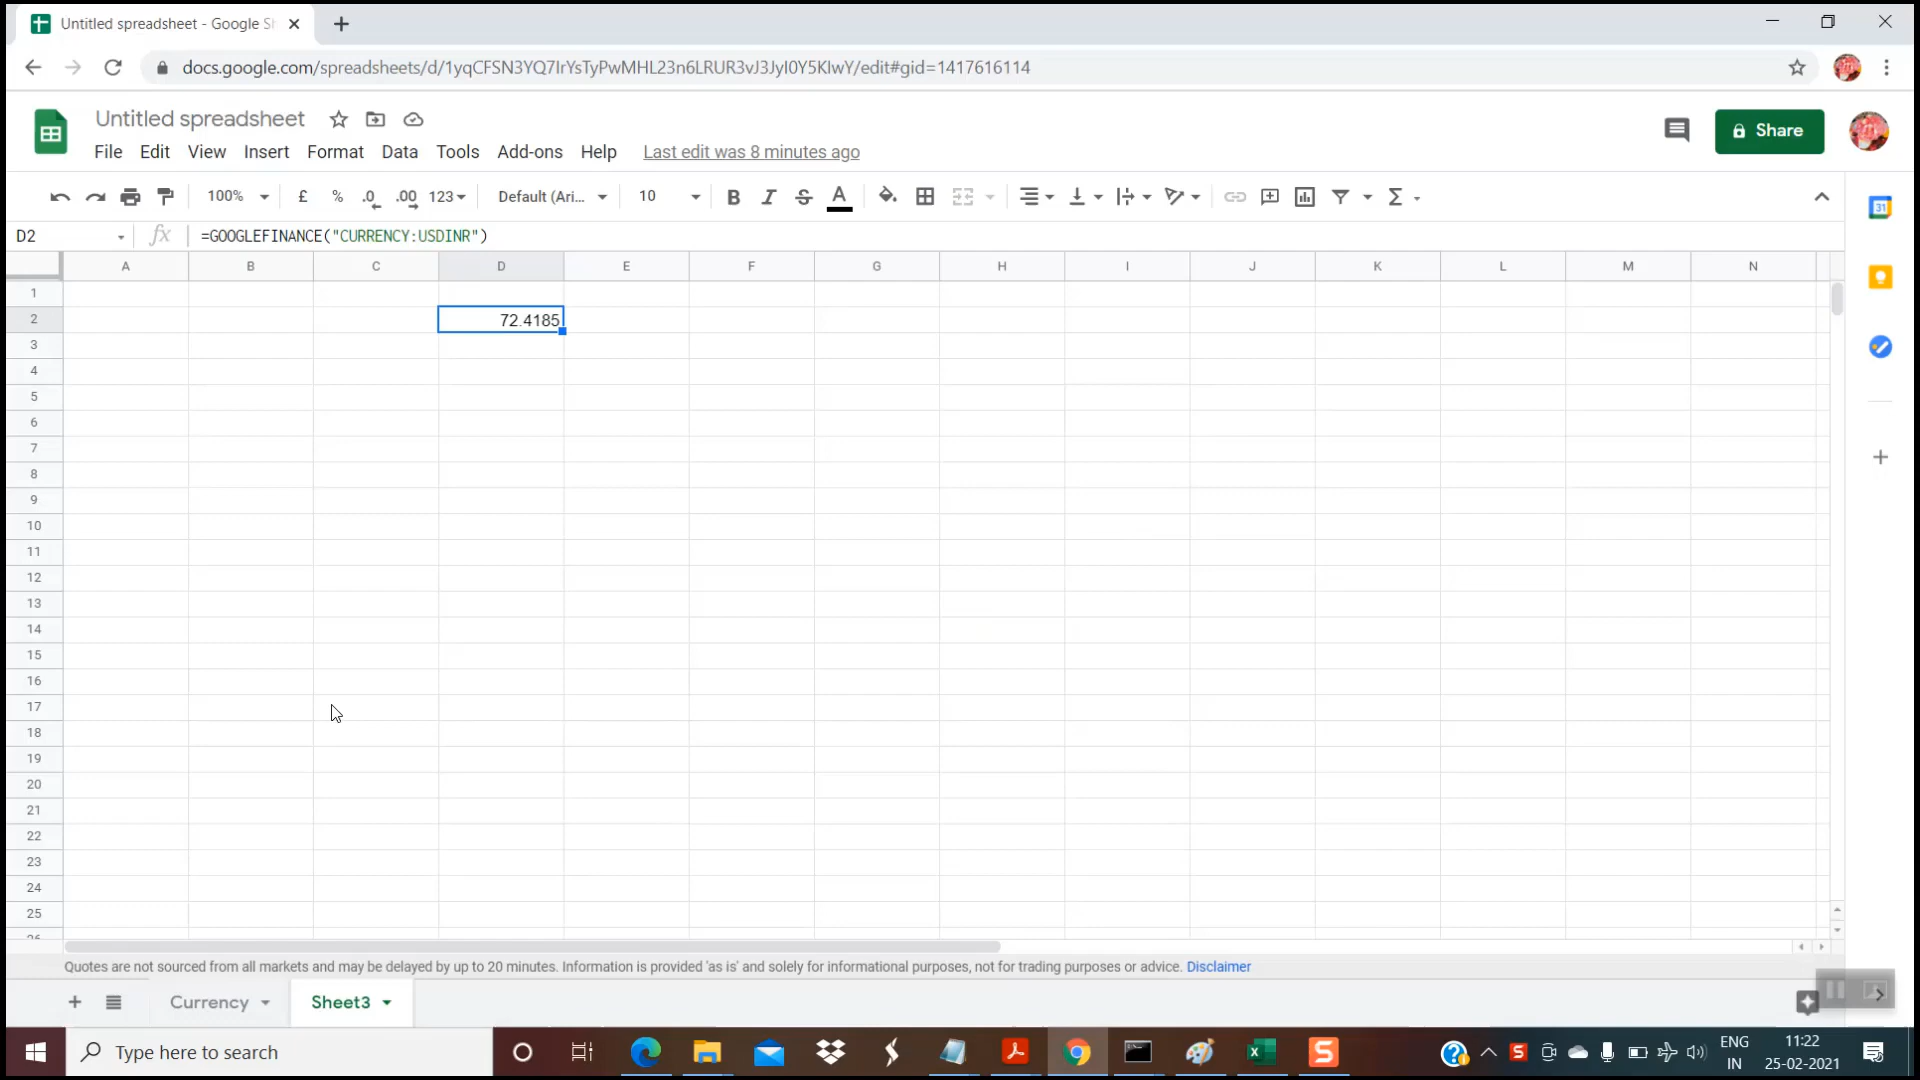 Untitled spreadsheet - Google Sh
docs.google.com/spreadsheets/d/1yqCFSN3YQ7IrYsTyPwMHL23n6LRUR3vJ3JyI0Y5KIwY/edit#gid=1417616114
Untitled spreadsheet
File Edit View Insert Format Data Tools Add-ons Help Last edit was 8 minutes ago
Share
100% £ % .0 .00 123 Default (Ari... 10 B I S A Σ
31
D2 fx =GOOGLEFINANCE("CURRENCY:USDINR")
A B C D E F G H I J K L M N
1
2 72.4185
3
4
5
6
7
8
9
10
11
12
13
14
15
16
17
18
19
20
21
22
23
24
25
26
Quotes are not sourced from all markets and may be delayed by up to 20 minutes. Information is provided 'as is' and solely for informational purposes, not for trading purposes or advice. Disclaimer
Currency Sheet3
Type here to search
ENG 11:22
IN 25-02-2021